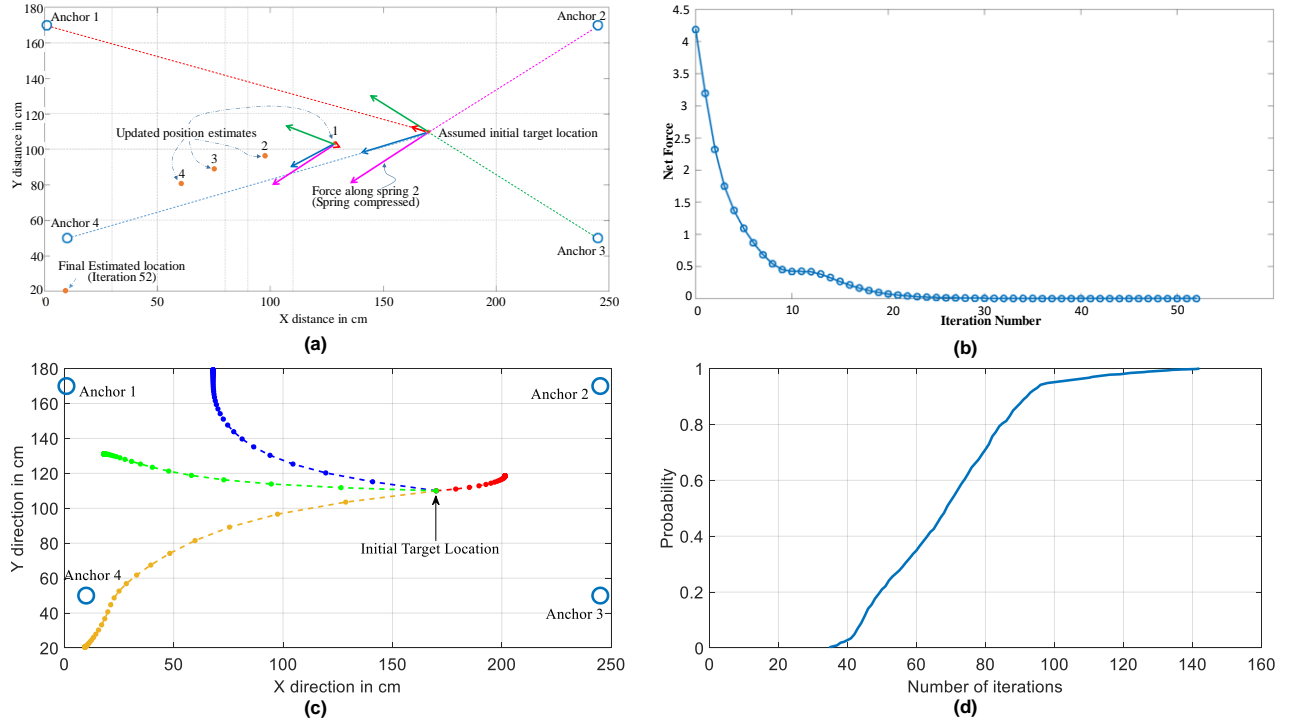 180
160
140
120
100
80
60
40
20
Y distance in cm
Anchor 1
Anchor 2
Updated position estimates
1
2
3
4
Assumed initial target location
Force along spring 2
(Spring compressed)
Anchor 4
Anchor 3
Final Estimated location
(Iteration 52)
0
50
100
150
200
250
X distance in cm
(a)
4.5
4
3.5
3
2.5
2
1.5
1
0.5
0
Net Force
0
10
20
30
40
50
Iteration Number
(b)
180
160
140
120
100
80
60
40
20
Y direction in cm
Anchor 1
Anchor 2
Initial Target Location
Anchor 4
Anchor 3
0
50
100
150
200
250
X direction in cm
(c)
1
0.8
0.6
0.4
0.2
0
Probability
0
20
40
60
80
100
120
140
160
Number of iterations
(d)